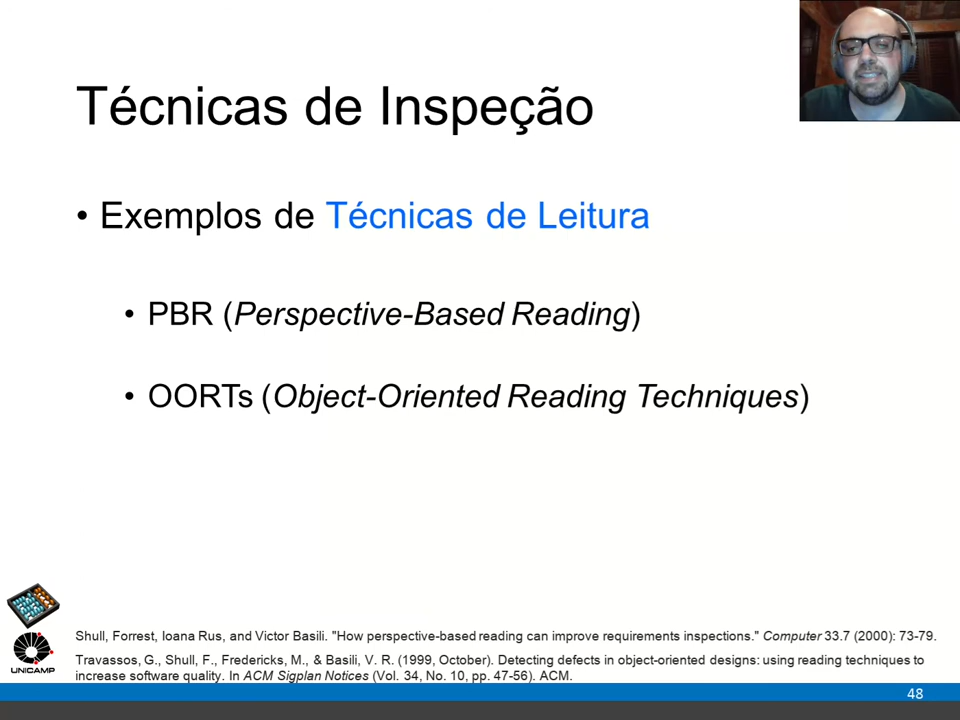 Técnicas de Inspeção
• Exemplos de Técnicas de Leitura
• PBR (Perspective-Based Reading)
• OORTs (Object-Oriented Reading Techniques)
Shull, Forrest, Ioana Rus, and Victor Basili. "How perspective-based reading can improve requirements inspections." Computer 33.7 (2000): 73-79.
Travassos, G., Shull, F., Fredericks, M., & Basili, V. R. (1999, October). Detecting defects in object-oriented designs: using reading techniques to
increase software quality. In ACM Sigplan Notices (Vol. 34, No. 10, pp. 47-56). ACM.
UNICAMP
48